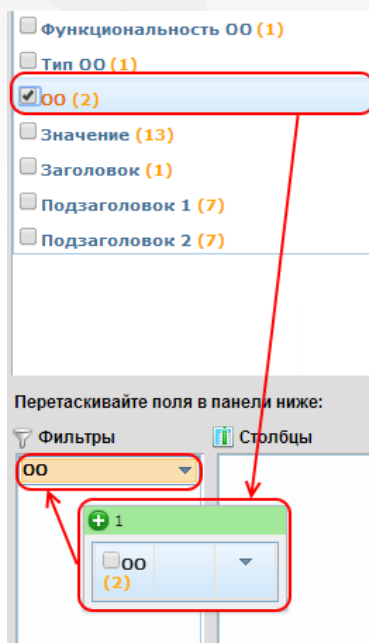 Функциональность ОО (1)
Тип ОО (1)
ОО (2)
Значение (13)
Заголовок (1)
Подзаголовок 1 (7)
Подзаголовок 2 (7)
Перетаскивайте поля в панели ниже:
Фильтры Столбцы
ОО
1
ОО
(2)